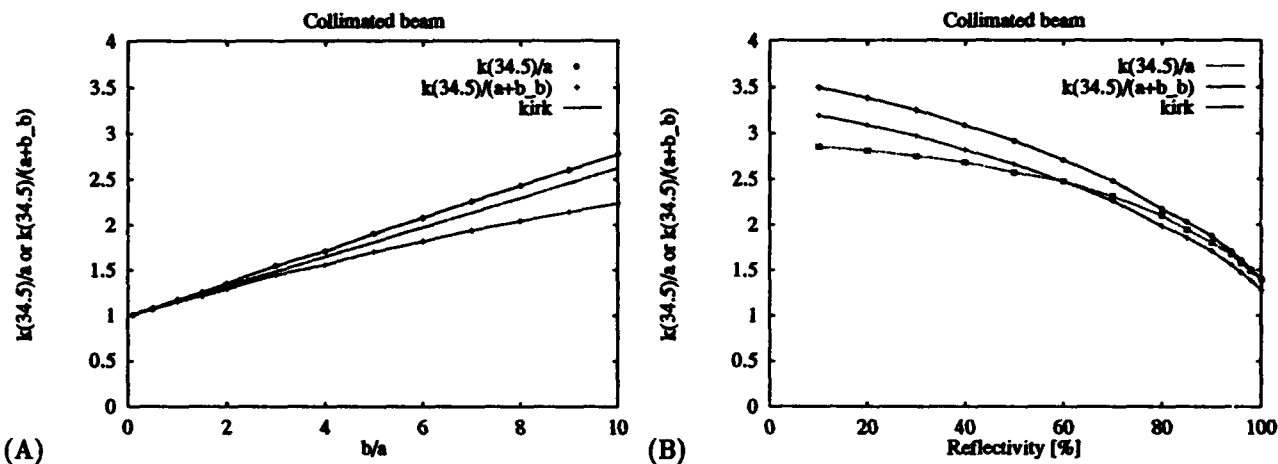 Collimated beam
4
3.5
3
2.5
2
1.5
1
0.5
0
k(34.5)/a or k(34.5)/(a+b_b)
k(34.5)/a
k(34.5)/(a+b_b)
kirk
0 2 4 6 8 10
b/a
(A)
Collimated beam
4
3.5
3
2.5
2
1.5
1
0.5
0
k(34.5)/a or k(34.5)/(a+b_b)
k(34.5)/a
k(34.5)/(a+b_b)
kirk
0 20 40 60 80 100
Reflectivity [%]
(B)